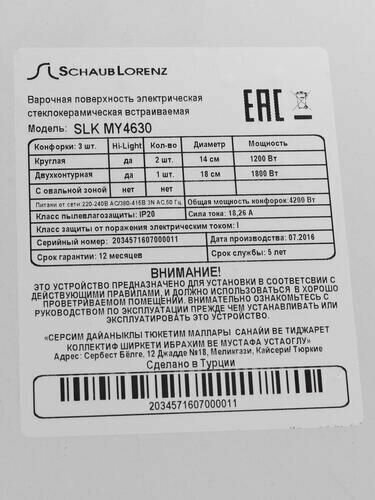 SCHAUB LORENZ
EAC
Варочная поверхность электрическая
стеклокерамическая встраиваемая
Модель: SLK MY4630
Конфорки: 3 шт. Hi-Light Кол-во Диаметр Мощность
Круглая да 2 шт. 14 см 1200 Вт
Двухконтурная да 1 шт. 18 см 1800 Вт
С овальной зоной нет нет
Питани от сети: 220-240В AC/380-415В 3N AC,50 Гц Общая мощность конфорок:4200 Вт
Класс пылевлагозащиты: IP20 Сила тока: 18,26 А
Класс защиты от поражения электрическим током: I
Серийный номер: 2034571607000011 Дата производства: 07.2016
Срок гарантии: 12 месяцев Срок службы: 5 лет
ВНИМАНИЕ!
ЭТО УСТРОЙСТВО ПРЕДНАЗНАЧЕНО ДЛЯ УСТАНОВКИ В СООТВЕТСВИИ С
ДЕЙСТВУЮЩИМИ ПРАВИЛАМИ, И ДОЛЖНО ИСПОЛЬЗОВАТЬСЯ В ХОРОШО
ПРОВЕТРИВАЕМОМ ПОМЕЩЕНИИ. ВНИМАТЕЛЬНО ОЗНАКОМЬТЕСЬ С
РУКОВОДСТВОМ ПО ЭКСПЛУАТАЦИИ ПРЕЖДЕ ЧЕМ УСТАНАВЛИВАТЬ ИЛИ
ЭКСПЛУАТИРОВАТЬ ЭТО УСТРОЙСТВО.
«СЕРСИМ ДАЙАНЫКЛЫ ТЮКЕТИМ МАЛЛАРЫ САНАЙИ ВЕ ТИДЖАРЕТ
КОЛЛЕКТИФ ШИРКЕТИ ИБРАХИМ ВЕ МУСТАФА УСТАОГЛУ»
Адрес: Сербест Бёлге, 12 Джадде №18, Меликгази, Кайсери/ Тюркие
Сделано в Турции
2034571607000011